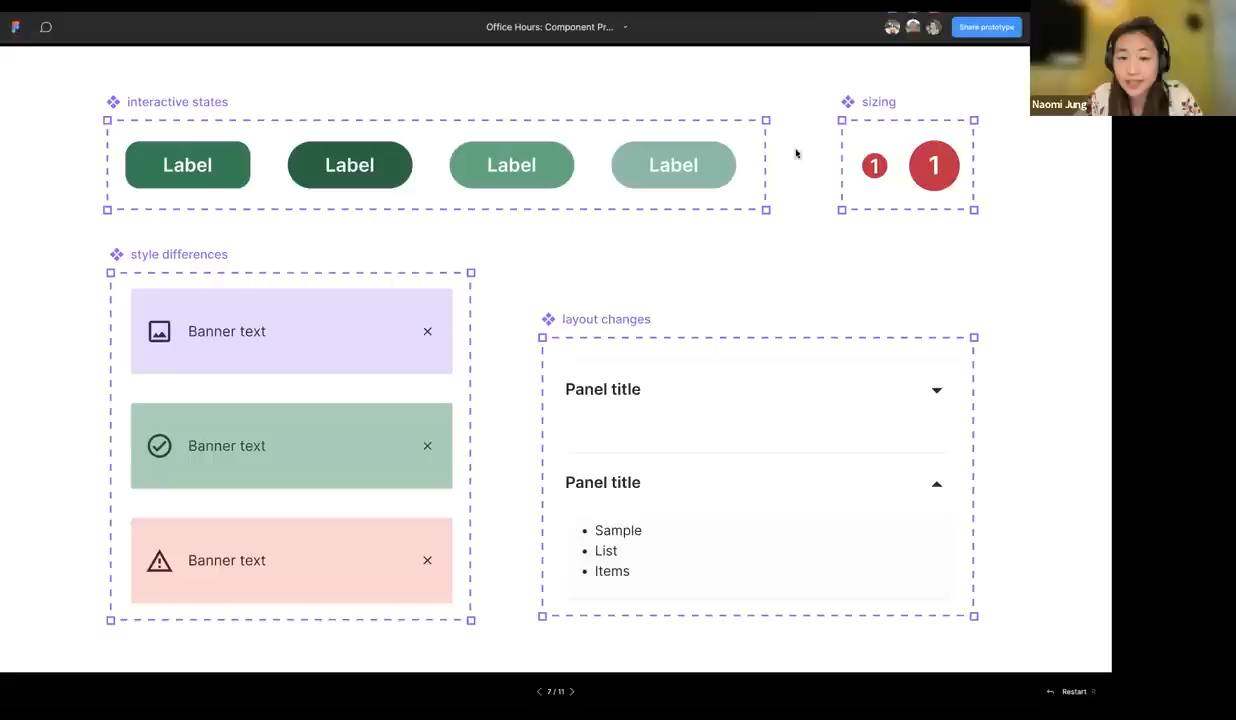 Office Hours: Component Pr...
Share prototype
Naomi Jung
interactive states
Label
Label
Label
Label
sizing
1
1
style differences
Banner text
Banner text
Banner text
layout changes
Panel title
Panel title
• Sample
• List
• Items
7 / 11
Restart R